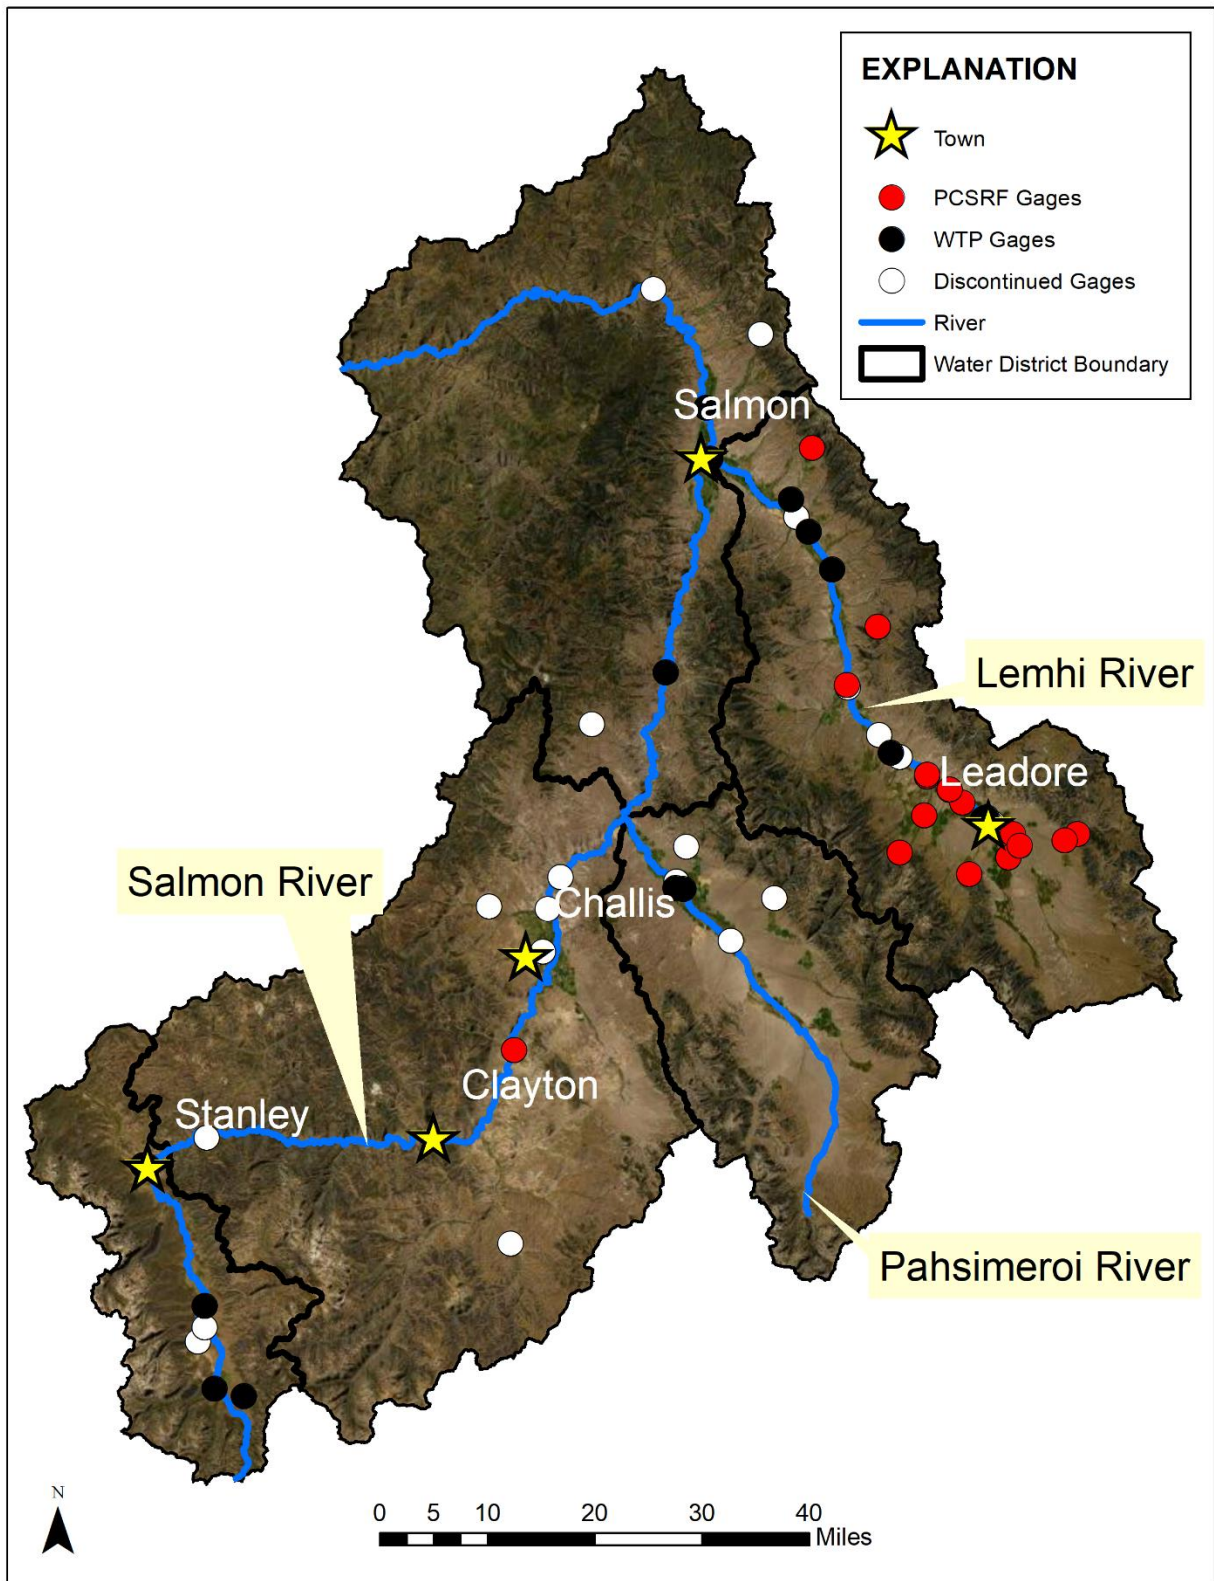 EXPLANATION
Town
PCSRF Gages
WTP Gages
Discontinued Gages
River
Water District Boundary
Salmon
Lemhi River
Leadore
Salmon River
Challis
Clayton
Stanley
Pahsimeroi River
N
0 5 10 20 30 40
Miles